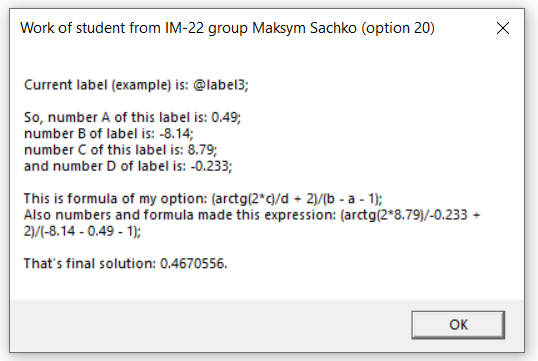 Work of student from IM-22 group Maksym Sachko (option 20)
Current label (example) is: @label3;
So, number A of this label is: 0.49;
number B of label is: -8.14;
number C of this label is: 8.79;
and number D of label is: -0.233;
This is formula of my option: (arctg(2*c)/d + 2)/(b - a - 1);
Also numbers and formula made this expression: (arctg(2*8.79)/-0.233 +
2)/(-8.14 - 0.49 - 1);
That's final solution: 0.4670556.
OK